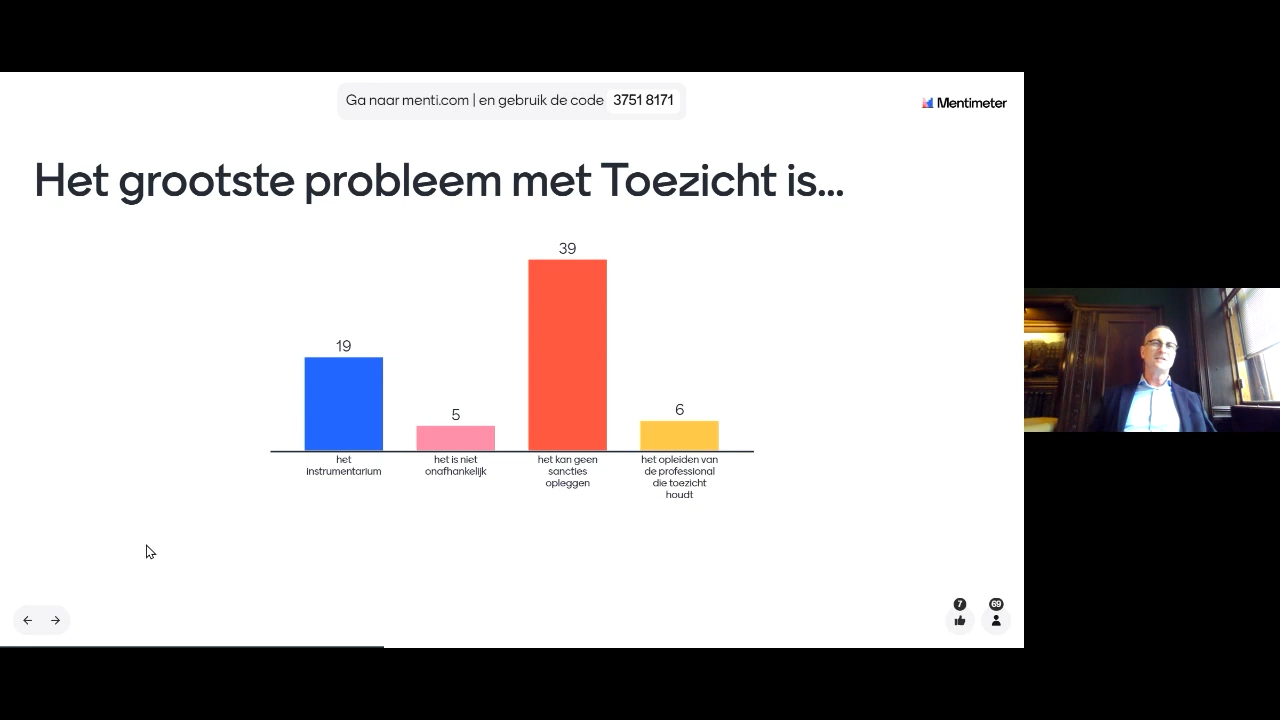 Ga naar menti.com | en gebruik de code 3751 8171
Mentimeter
Het grootste probleem met Toezicht is...
19
5
39
6
het
instrumentarium
het is niet
onafhankelijk
het kan geen
sancties
opleggen
het opleiden van
de professional
die toezicht
houdt
7
69